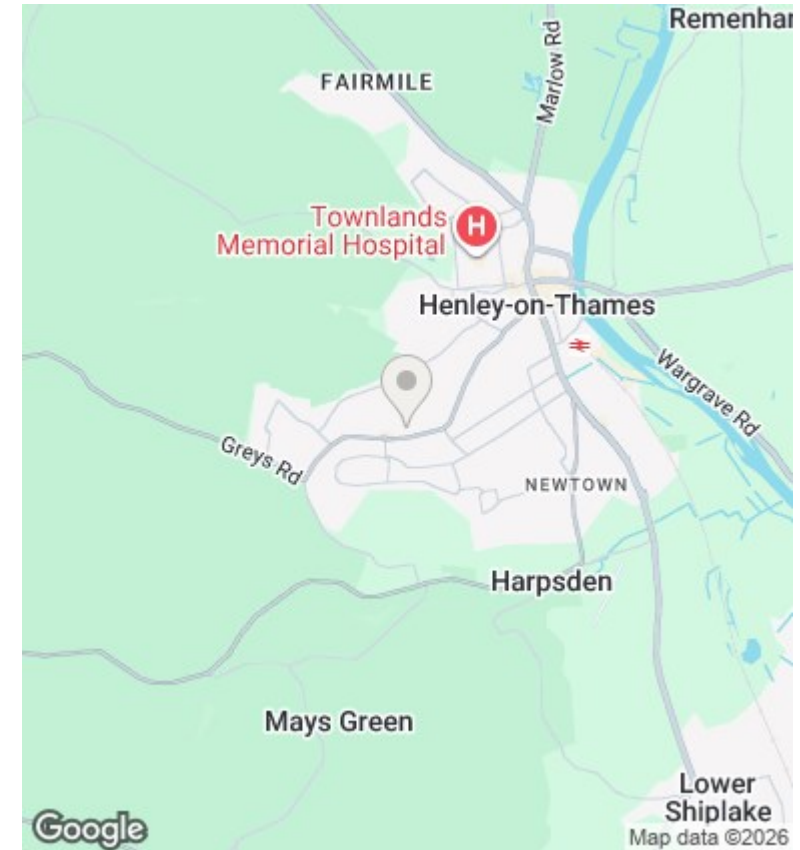 Remenhar
Marlow Rd
FAIRMILE
Townlands
Memorial Hospital
H
Henley-on-Thames
Wargrave Rd
Greys Rd
NEWTOWN
Harpsden
Mays Green
Lower
Shiplake
Google
Map data ©2026